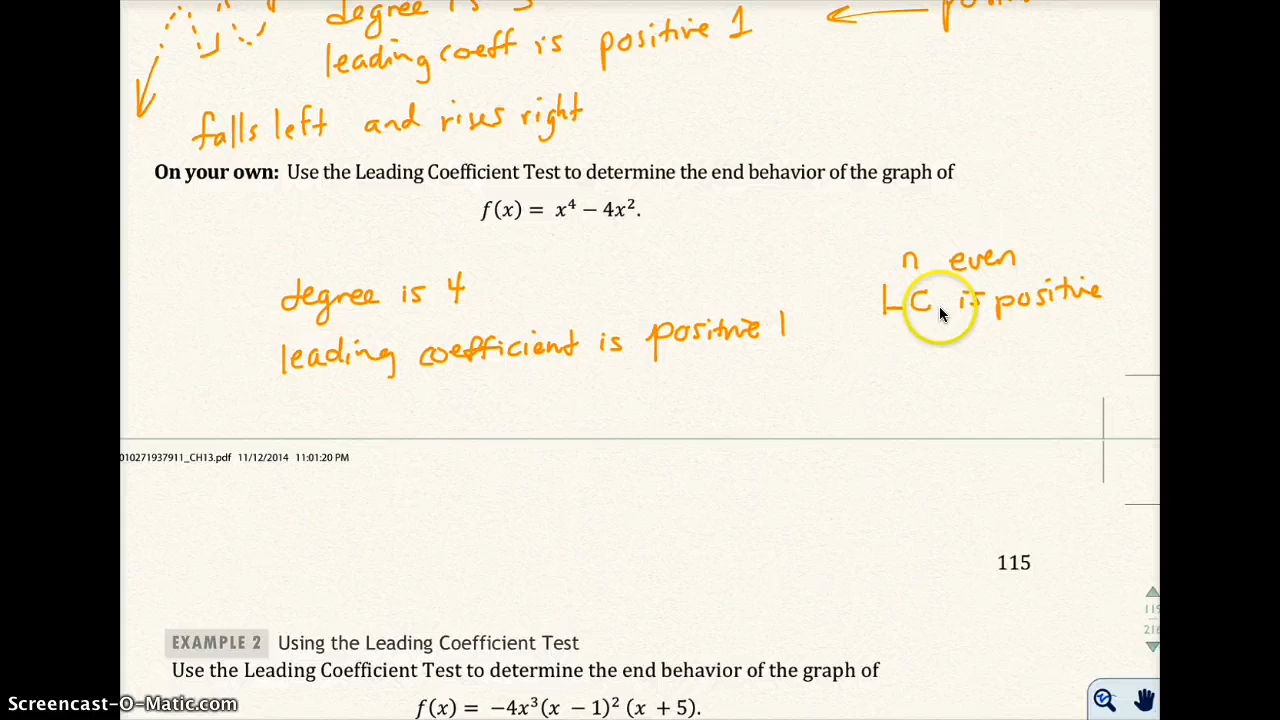 degree is
positive
leading coeff is positive 1
falls left and rises right
On your own: Use the Leading Coefficient Test to determine the end behavior of the graph of
f(x) = x⁴ − 4x².
n even
LC is positive
degree is 4
leading coefficient is positive 1
010271937911_CH13.pdf 11/12/2014 11:01:20 PM
115
EXAMPLE 2 Using the Leading Coefficient Test
Use the Leading Coefficient Test to determine the end behavior of the graph of
f(x) = −4x³(x − 1)² (x + 5).
Screencast-O-Matic.com